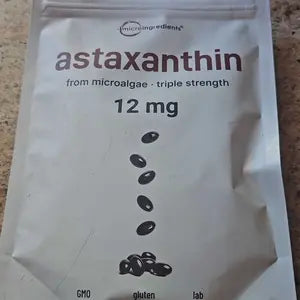 microingredients
astaxanthin
from microalgae · triple strength
12 mg
GMO gluten lab